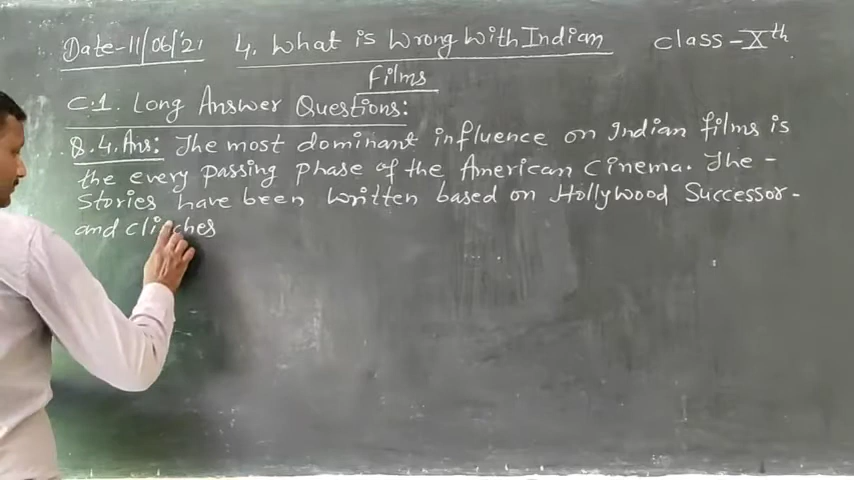 Date-11/06/21 4. What is Wrong With Indian class-Xth
Films
C.1. Long Answer Questions:
Q.4.Ans: The most dominant influence on Indian films is
the every passing phase of the American cinema. The -
Stories have been written based on Hollywood Successor-
and cliches